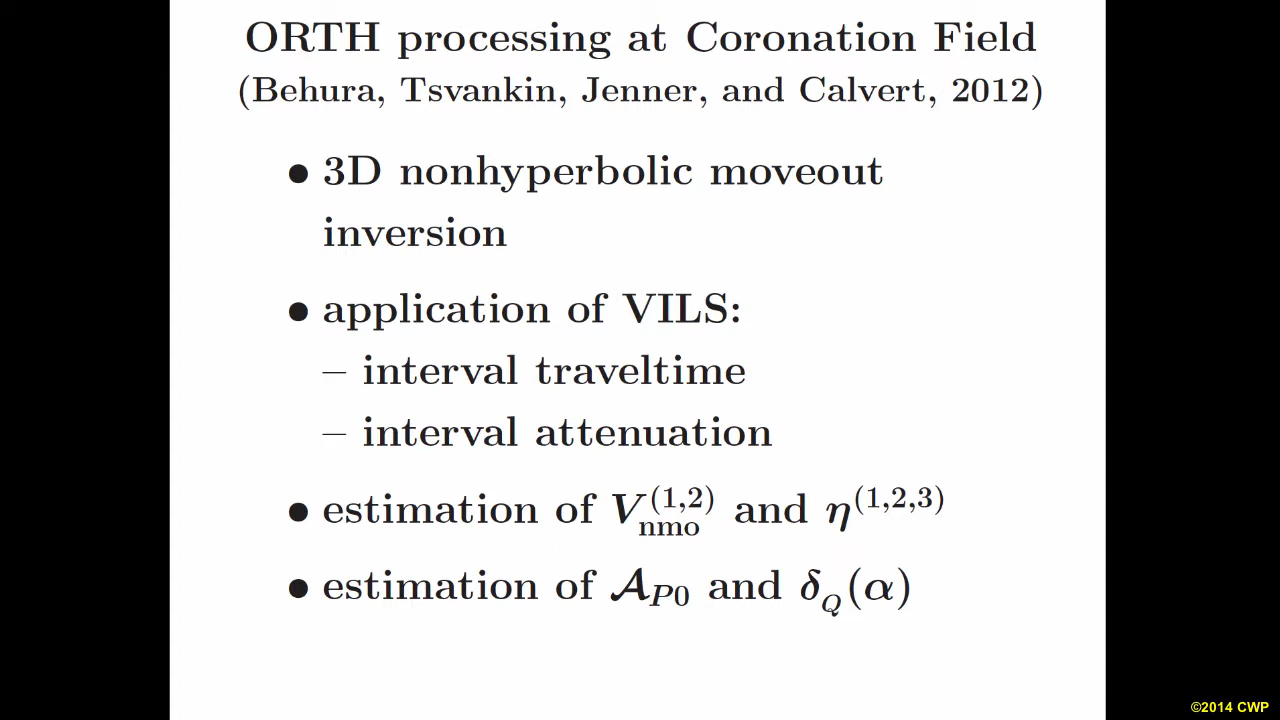 ORTH processing at Coronation Field
(Behura, Tsvankin, Jenner, and Calvert, 2012)
• 3D nonhyperbolic moveout
inversion
• application of VILS:
– interval traveltime
– interval attenuation
• estimation of V_nmo^(1,2) and η^(1,2,3)
• estimation of 𝒜_P0 and δ_Q(α)
©2014 CWP